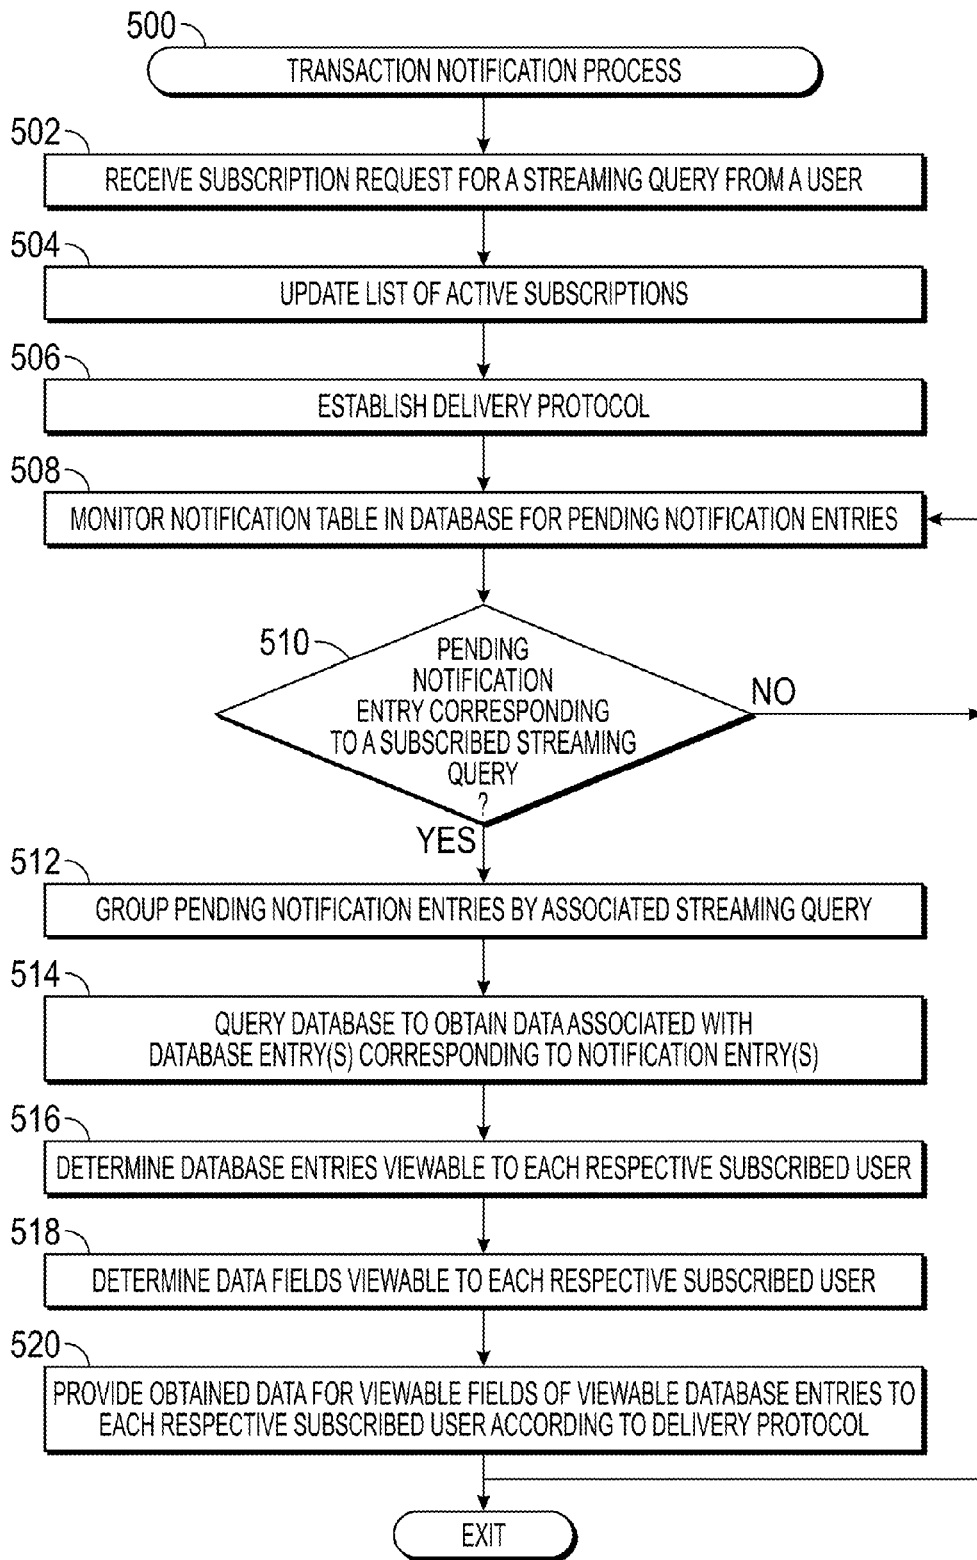 500
TRANSACTION NOTIFICATION PROCESS
502
RECEIVE SUBSCRIPTION REQUEST FOR A STREAMING QUERY FROM A USER
504
UPDATE LIST OF ACTIVE SUBSCRIPTIONS
506
ESTABLISH DELIVERY PROTOCOL
508
MONITOR NOTIFICATION TABLE IN DATABASE FOR PENDING NOTIFICATION ENTRIES
510
PENDING
NOTIFICATION
ENTRY CORRESPONDING
TO A SUBSCRIBED STREAMING
QUERY
?
NO
YES
512
GROUP PENDING NOTIFICATION ENTRIES BY ASSOCIATED STREAMING QUERY
514
QUERY DATABASE TO OBTAIN DATA ASSOCIATED WITH
DATABASE ENTRY(S) CORRESPONDING TO NOTIFICATION ENTRY(S)
516
DETERMINE DATABASE ENTRIES VIEWABLE TO EACH RESPECTIVE SUBSCRIBED USER
518
DETERMINE DATA FIELDS VIEWABLE TO EACH RESPECTIVE SUBSCRIBED USER
520
PROVIDE OBTAINED DATA FOR VIEWABLE FIELDS OF VIEWABLE DATABASE ENTRIES TO
EACH RESPECTIVE SUBSCRIBED USER ACCORDING TO DELIVERY PROTOCOL
EXIT